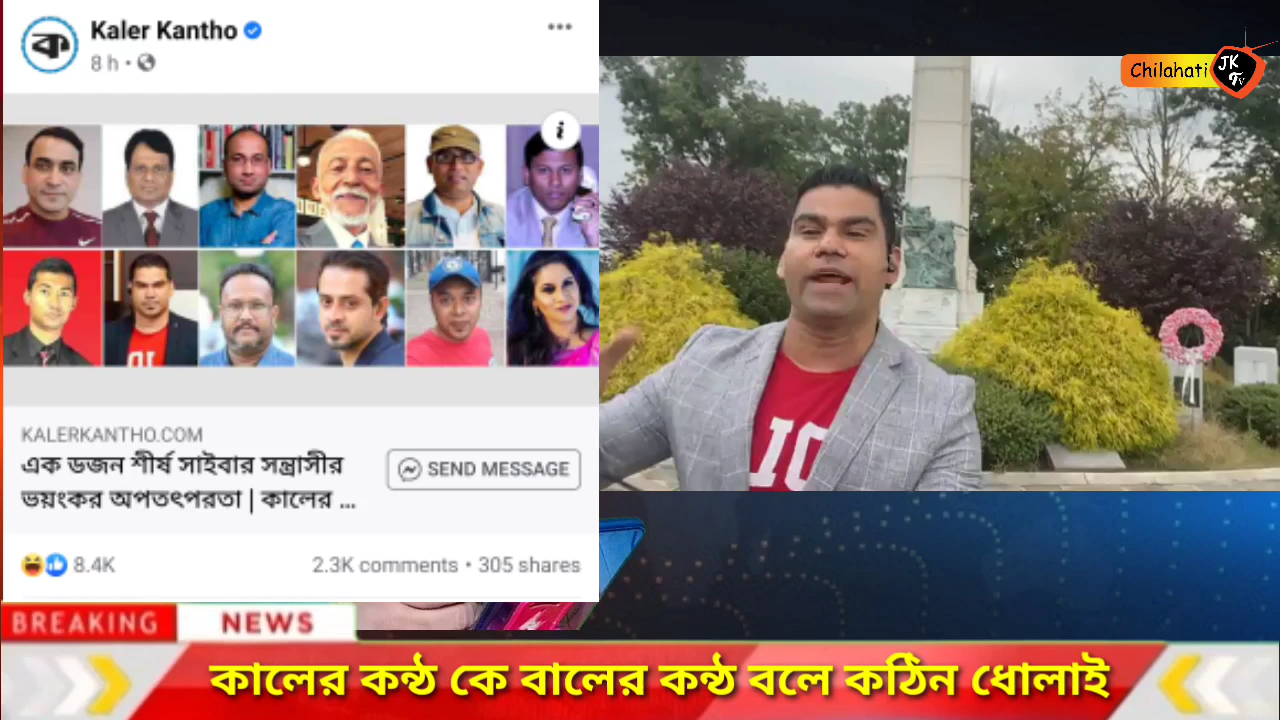 Kaler Kantho
8 h
i
KALERKANTHO.COM
এক ডজন শীর্ষ সাইবার সন্ত্রাসীর
ভয়ংকর অপতৎপরতা | কালের ...
SEND MESSAGE
8.4K
2.3K comments • 305 shares
Chilahati
JK
Tv
BREAKING NEWS
কালের কন্ঠ কে বালের কন্ঠ বলে কঠিন ধোলাই